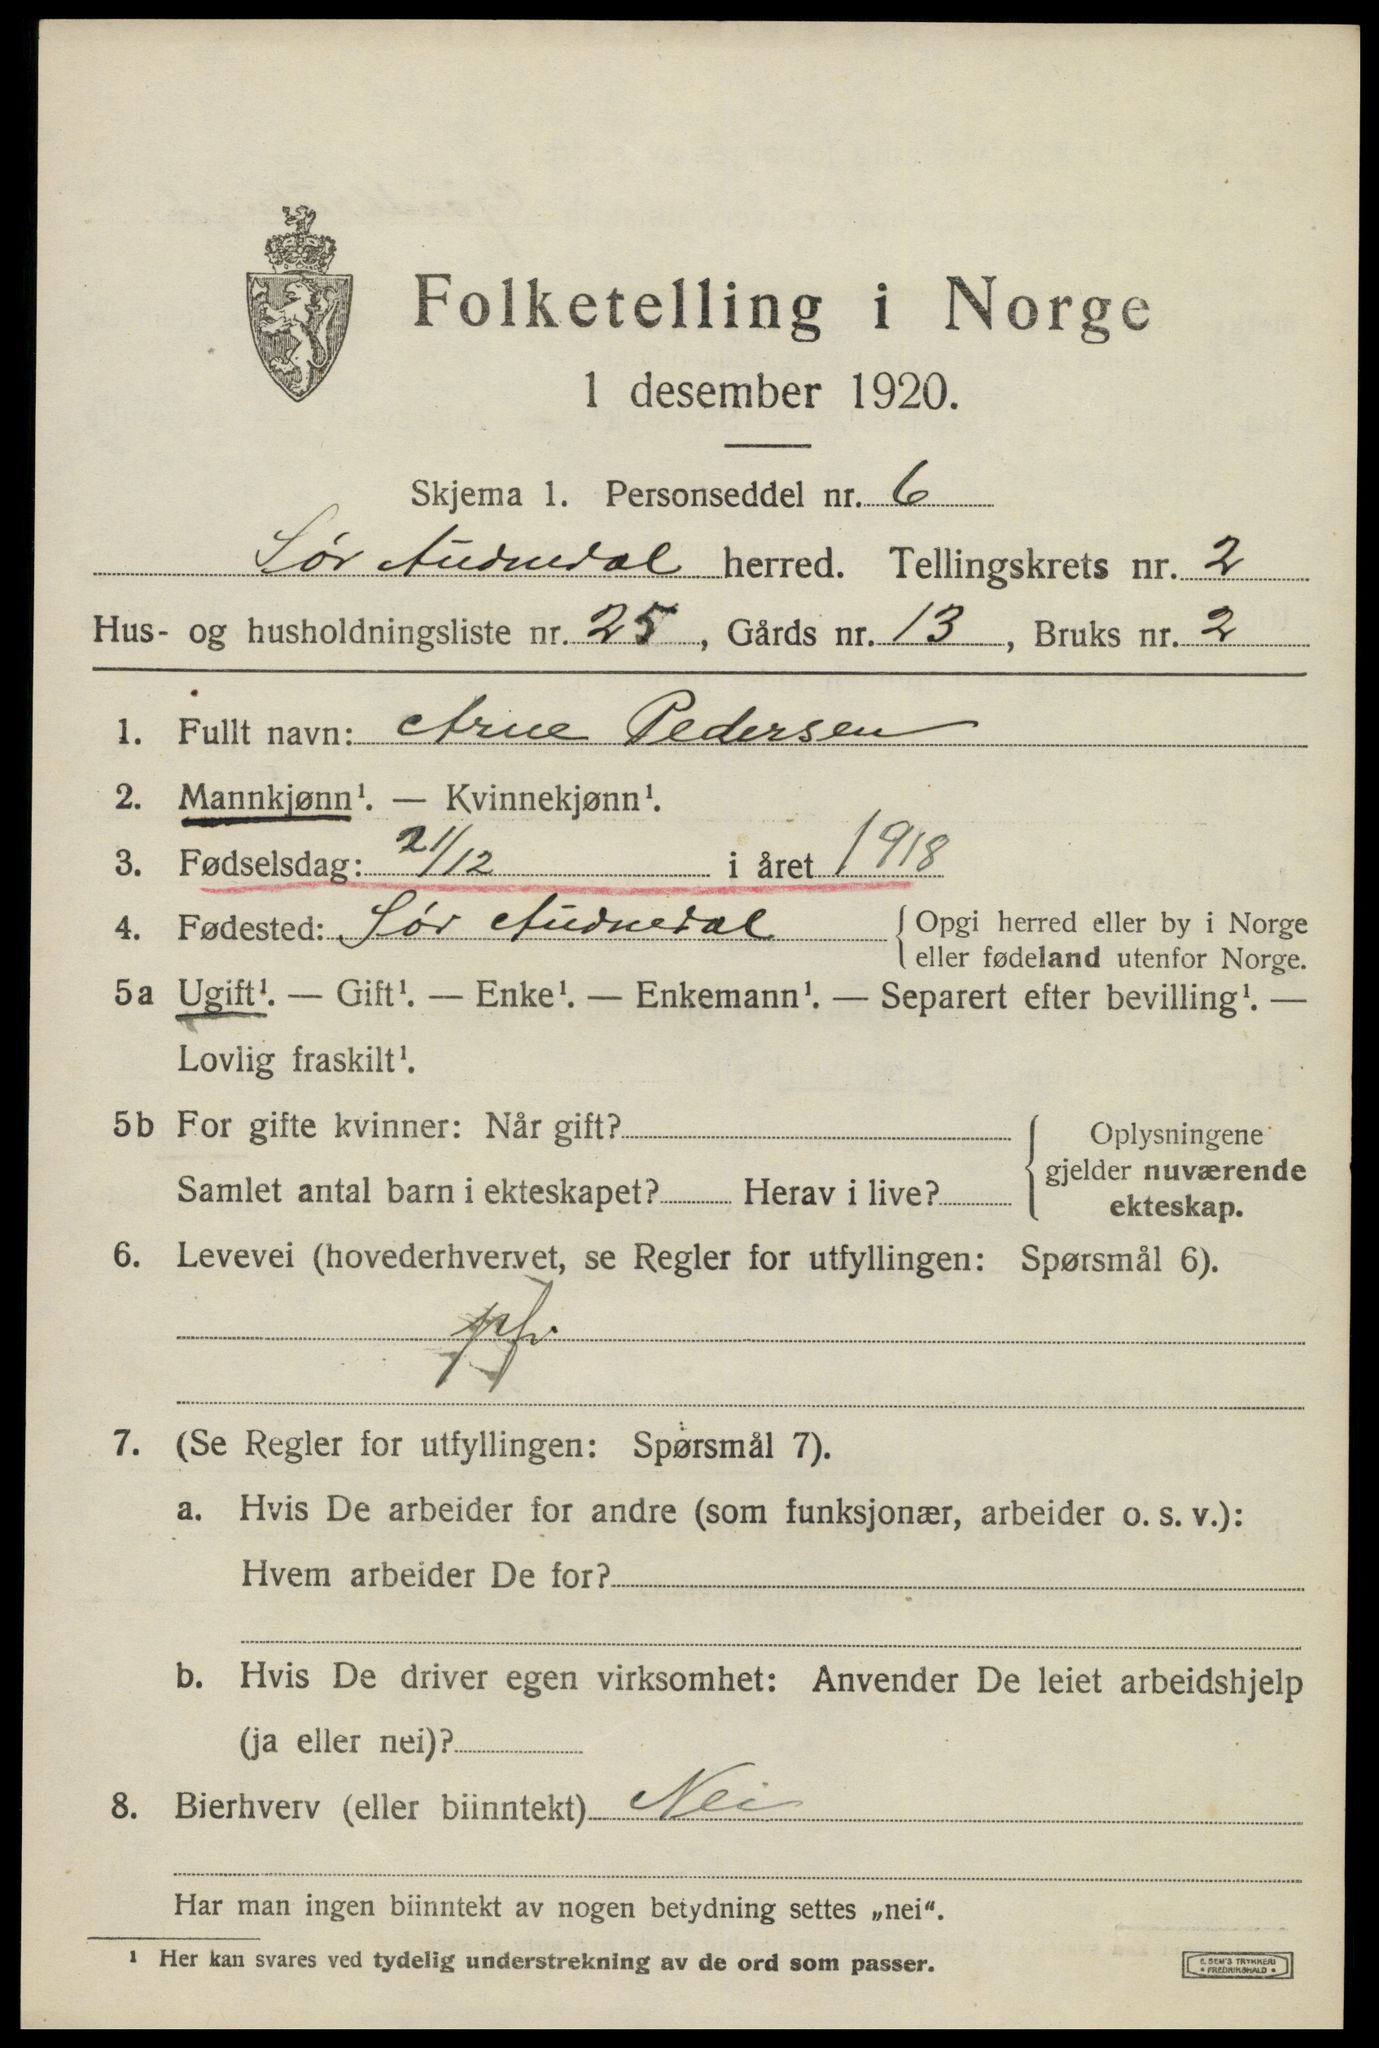 Folketelling i Norge
1 desember 1920.
Skjema 1. Personseddel nr. 6
Sør Audnedal herred. Tellingskrets nr. 2
Hus- og husholdningsliste nr. 25, Gårds nr. 13, Bruks nr. 2
1. Fullt navn: Arne Pedersen
2. Mannkjønn¹. — Kvinnekjønn¹.
3. Fødselsdag: 21/12 i året 1918
4. Fødested: Sør Audnedal { Opgi herred eller by i Norge
eller fødeland utenfor Norge.
5a Ugift¹. — Gift¹. — Enke¹. — Enkemann¹. — Separert efter bevilling¹. —
Lovlig fraskilt¹.
5b For gifte kvinner: Når gift?
Samlet antal barn i ekteskapet? Herav i live?
{ Oplysningene
gjelder nuværende
ekteskap.
6. Levevei (hovederhvervet, se Regler for utfyllingen: Spørsmål 6).
7. (Se Regler for utfyllingen: Spørsmål 7).
a. Hvis De arbeider for andre (som funksjonær, arbeider o. s. v.):
Hvem arbeider De for?
b. Hvis De driver egen virksomhet: Anvender De leiet arbeidshjelp
(ja eller nei)?
8. Bierhverv (eller biinntekt) Nei
Har man ingen biinntekt av nogen betydning settes „nei“.
¹ Her kan svares ved tydelig understrekning av de ord som passer.
E. SEM'S TRYKKERI
• FREDRIKSHALD •